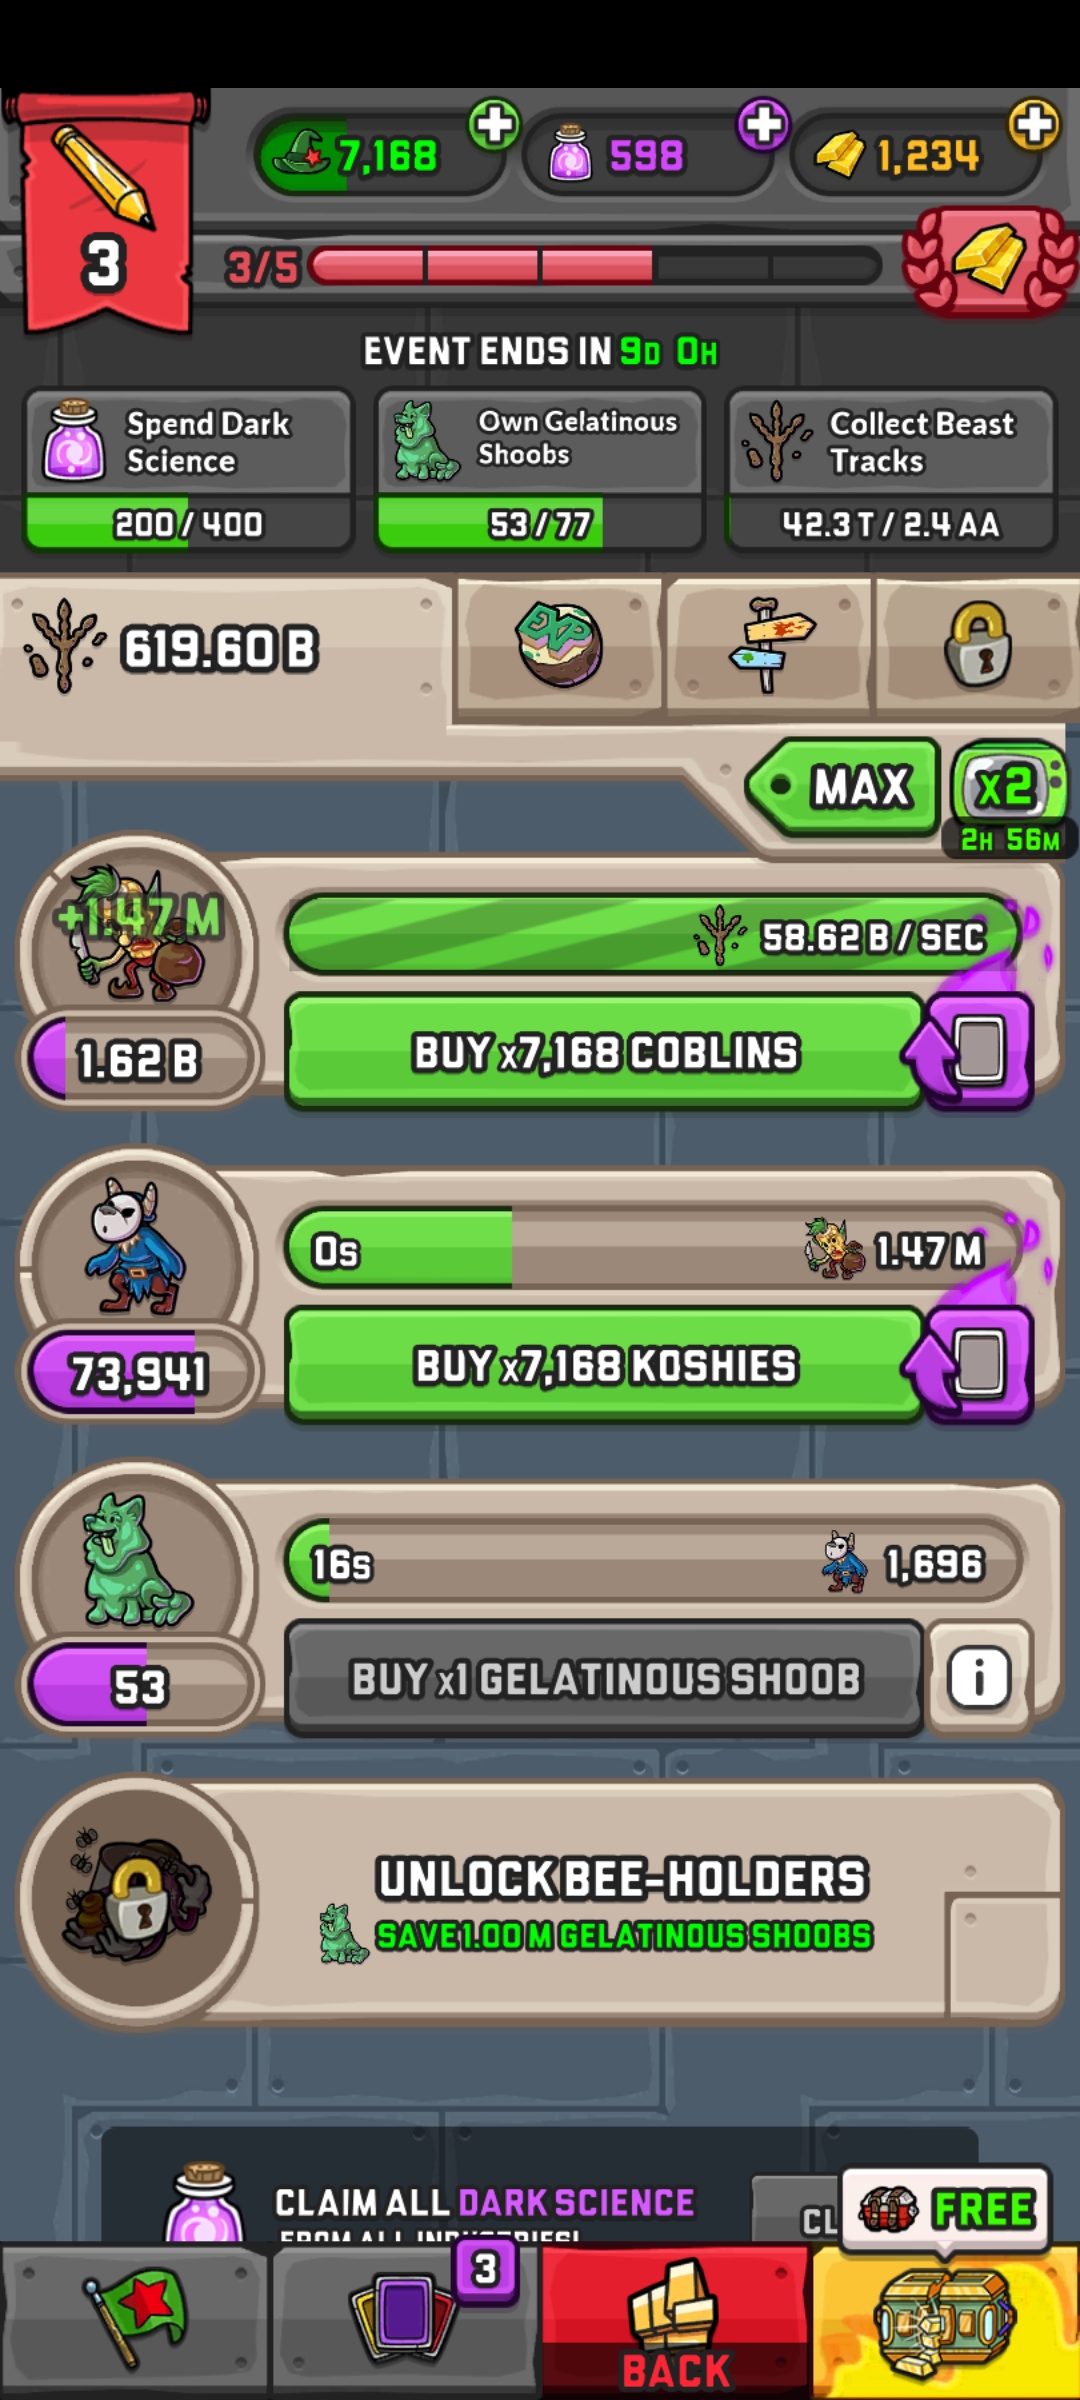 7,168
598
1,234
3
3/5
EVENT ENDS IN 9D 0H
Spend Dark
Science
200 / 400
Own Gelatinous
Shoobs
53 / 77
Collect Beast
Tracks
42.3 T / 2.4 AA
619.60 B
EXP
MAX
x2
2H 56M
+1.47 M
58.62 B / SEC
1.62 B
BUY x7,168 COBLINS
0s
1.47 M
73,941
BUY x7,168 KOSHIES
16s
1,696
53
BUY x1 GELATINOUS SHOOB
i
UNLOCK BEE-HOLDERS
SAVE 1.00 M GELATINOUS SHOOBS
CLAIM ALL DARK SCIENCE
FROM ALL INDUSTRIES!
CL
FREE
3
BACK